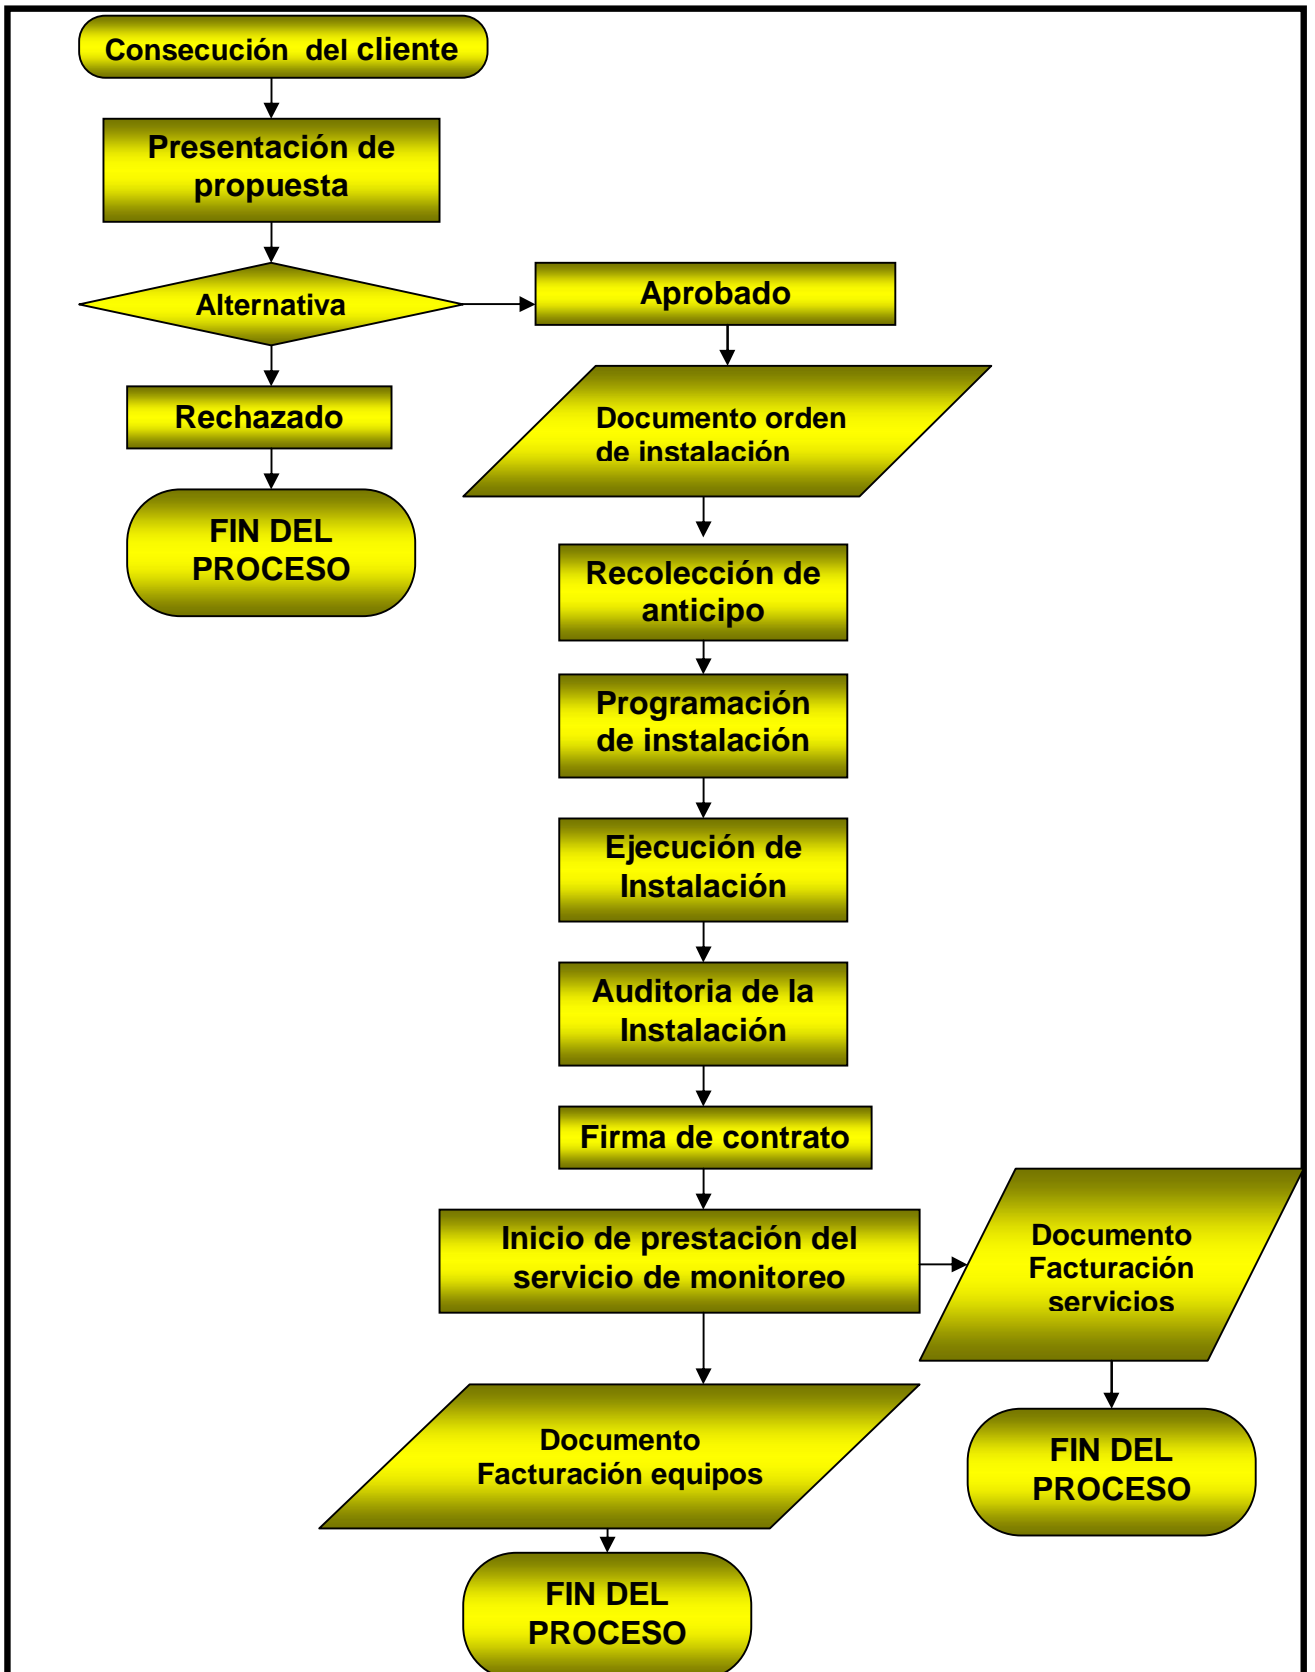 Consecución del cliente
Presentación de
propuesta
Alternativa
Aprobado
Rechazado
Documento orden
de instalación
FIN DEL
PROCESO
Recolección de
anticipo
Programación
de instalación
Ejecución de
Instalación
Auditoria de la
Instalación
Firma de contrato
Inicio de prestación del
servicio de monitoreo
Documento
Facturación
servicios
Documento
Facturación equipos
FIN DEL
PROCESO
FIN DEL
PROCESO